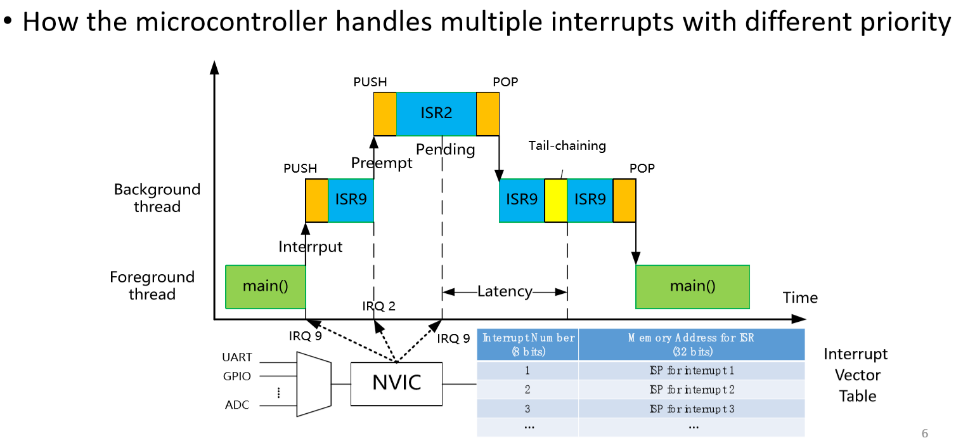 • How the microcontroller handles multiple interrupts with different priority
PUSH
POP
ISR2
Pending
Tail-chaining
PUSH
Preempt
POP
Background
thread
ISR9
ISR9
ISR9
Interrput
Foreground
thread
main()
Latency
main()
Time
IRQ 2
IRQ 9
IRQ 9
UART
GPIO
⋮
ADC
NVIC
Interrupt Number
(8 bits)
Memory Address for ISR
(32 bits)
1
ISP for interrupt 1
2
ISP for interrupt 2
3
ISP for interrupt 3
...
...
Interrupt
Vector
Table
6